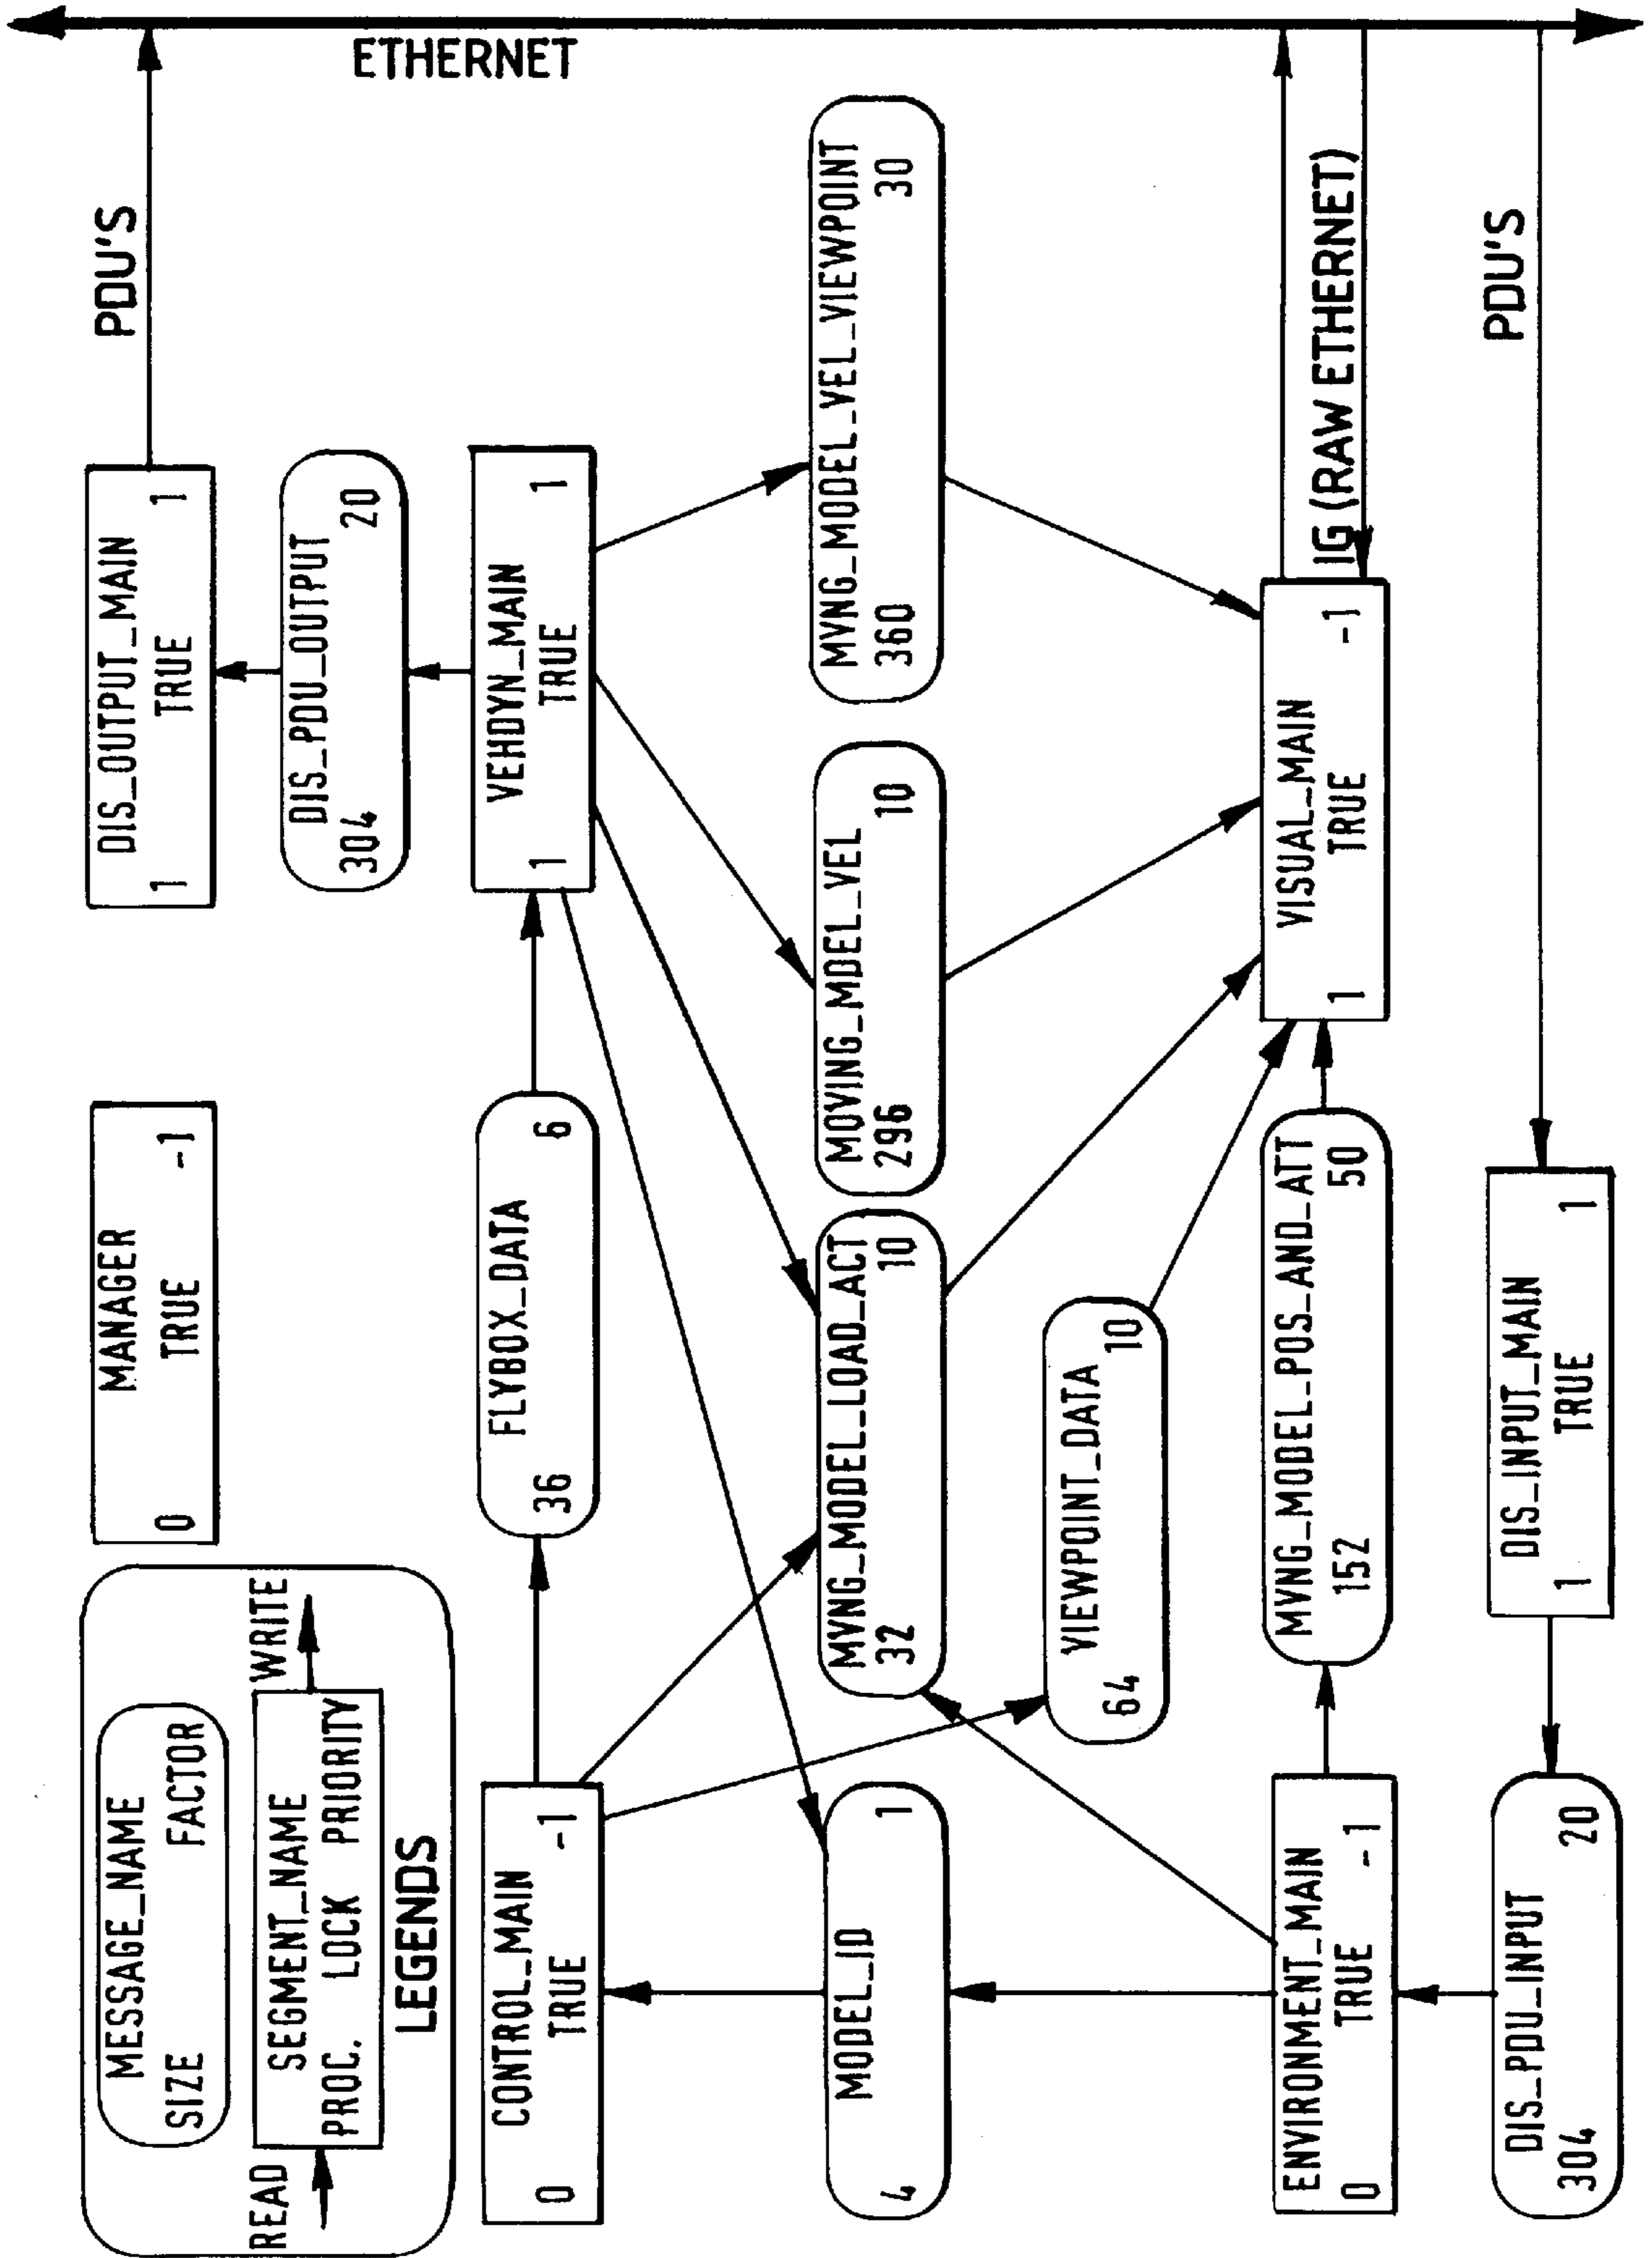 MESSAGE_NAME
SIZE FACTOR
READ
SEGMENT_NAME
PROC. LOCK PRIORITY
WRITE
LEGENDS
MANAGER
0 TRUE -1
DIS_OUTPUT_MAIN
1 TRUE 1
PDU'S
ETHERNET
DIS_PDU_OUTPUT
304 20
CONTROL_MAIN
0 TRUE -1
FLYBOX_DATA
36 6
VEHDYN_MAIN
1 TRUE 1
MODEL_ID
4 1
MVNG_MODEL_LOAD_ACT
32 10
MOVING_MDEL_VEL
296 10
MVNG_MODEL_VEL_VIEWPOINT
360 30
VIEWPOINT_DATA
64 10
ENVIRONMENT_MAIN
0 TRUE -1
MVNG_MODEL_POS_AND_ATT
152 50
VISUAL_MAIN
1 TRUE -1
IG (RAW ETHERNET)
DIS_PDU_INPUT
304 20
DIS_INPUT_MAIN
1 TRUE 1
PDU'S